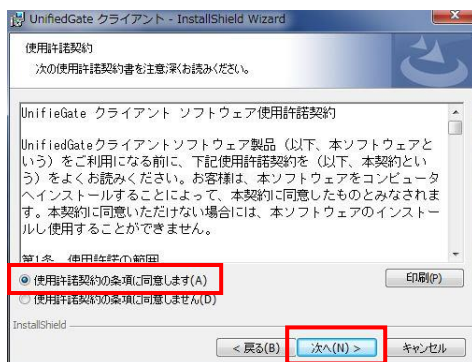 UnifiedGate クライアント - InstallShield Wizard
使用許諾契約
次の使用許諾契約書を注意深くお読みください。
UnifieGate クライアント ソフトウェア使用許諾契約
UnifiedGateクライアントソフトウェア製品（以下、本ソフトウェアと
いう）をご利用になる前に、下記使用許諾契約を（以下、本契約とい
う）をよくお読みください。お客様は、本ソフトウェアをコンピュータ
へインストールすることによって、本契約に同意したものとみなされま
す。本契約に同意いただけない場合には、本ソフトウェアのインストー
ルし使用することができません。
第1条 使用許諾の範囲
使用許諾契約の条項に同意します(A)
印刷(P)
使用許諾契約の条項に同意しません(D)
InstallShield
< 戻る(B)
次へ(N) >
キャンセル